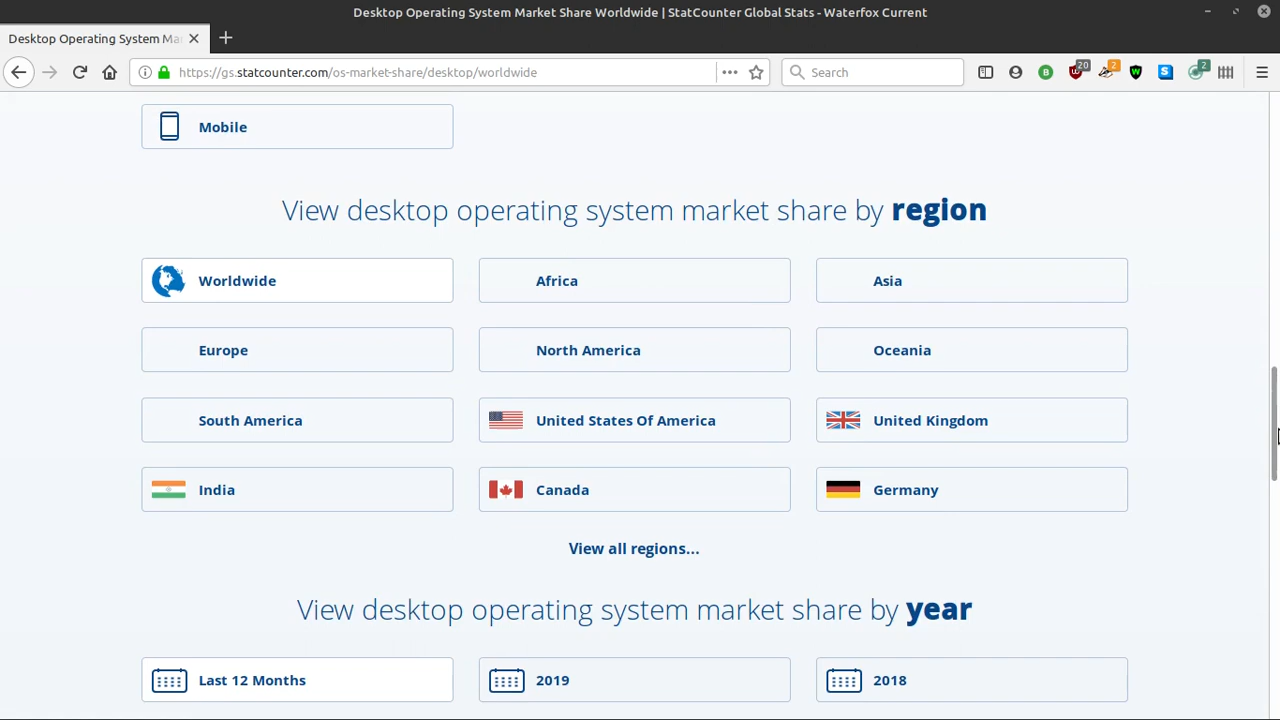 Desktop Operating System Market Share Worldwide | StatCounter Global Stats - Waterfox Current
Desktop Operating System Ma
https://gs.statcounter.com/os-market-share/desktop/worldwide
Search
B
20
2
W
S
2
Mobile
View desktop operating system market share by region
Worldwide
Africa
Asia
Europe
North America
Oceania
South America
United States Of America
United Kingdom
India
Canada
Germany
View all regions...
View desktop operating system market share by year
Last 12 Months
2019
2018